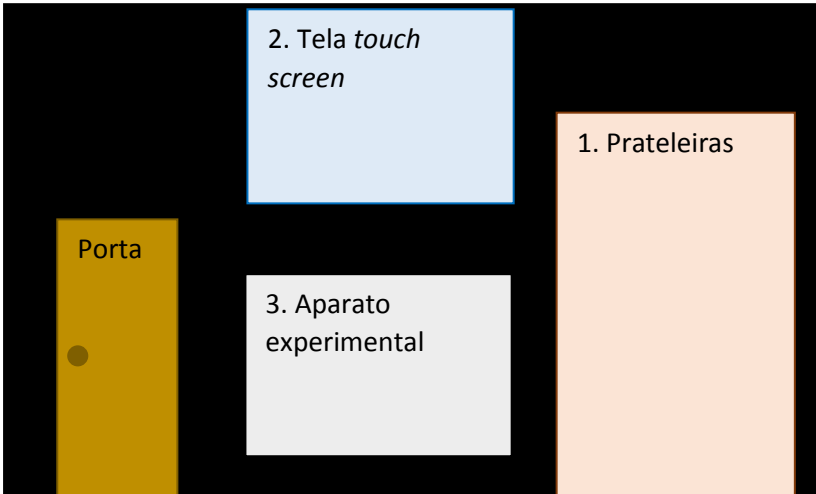 2. Tela touch
screen
1. Prateleiras
Porta
3. Aparato
experimental